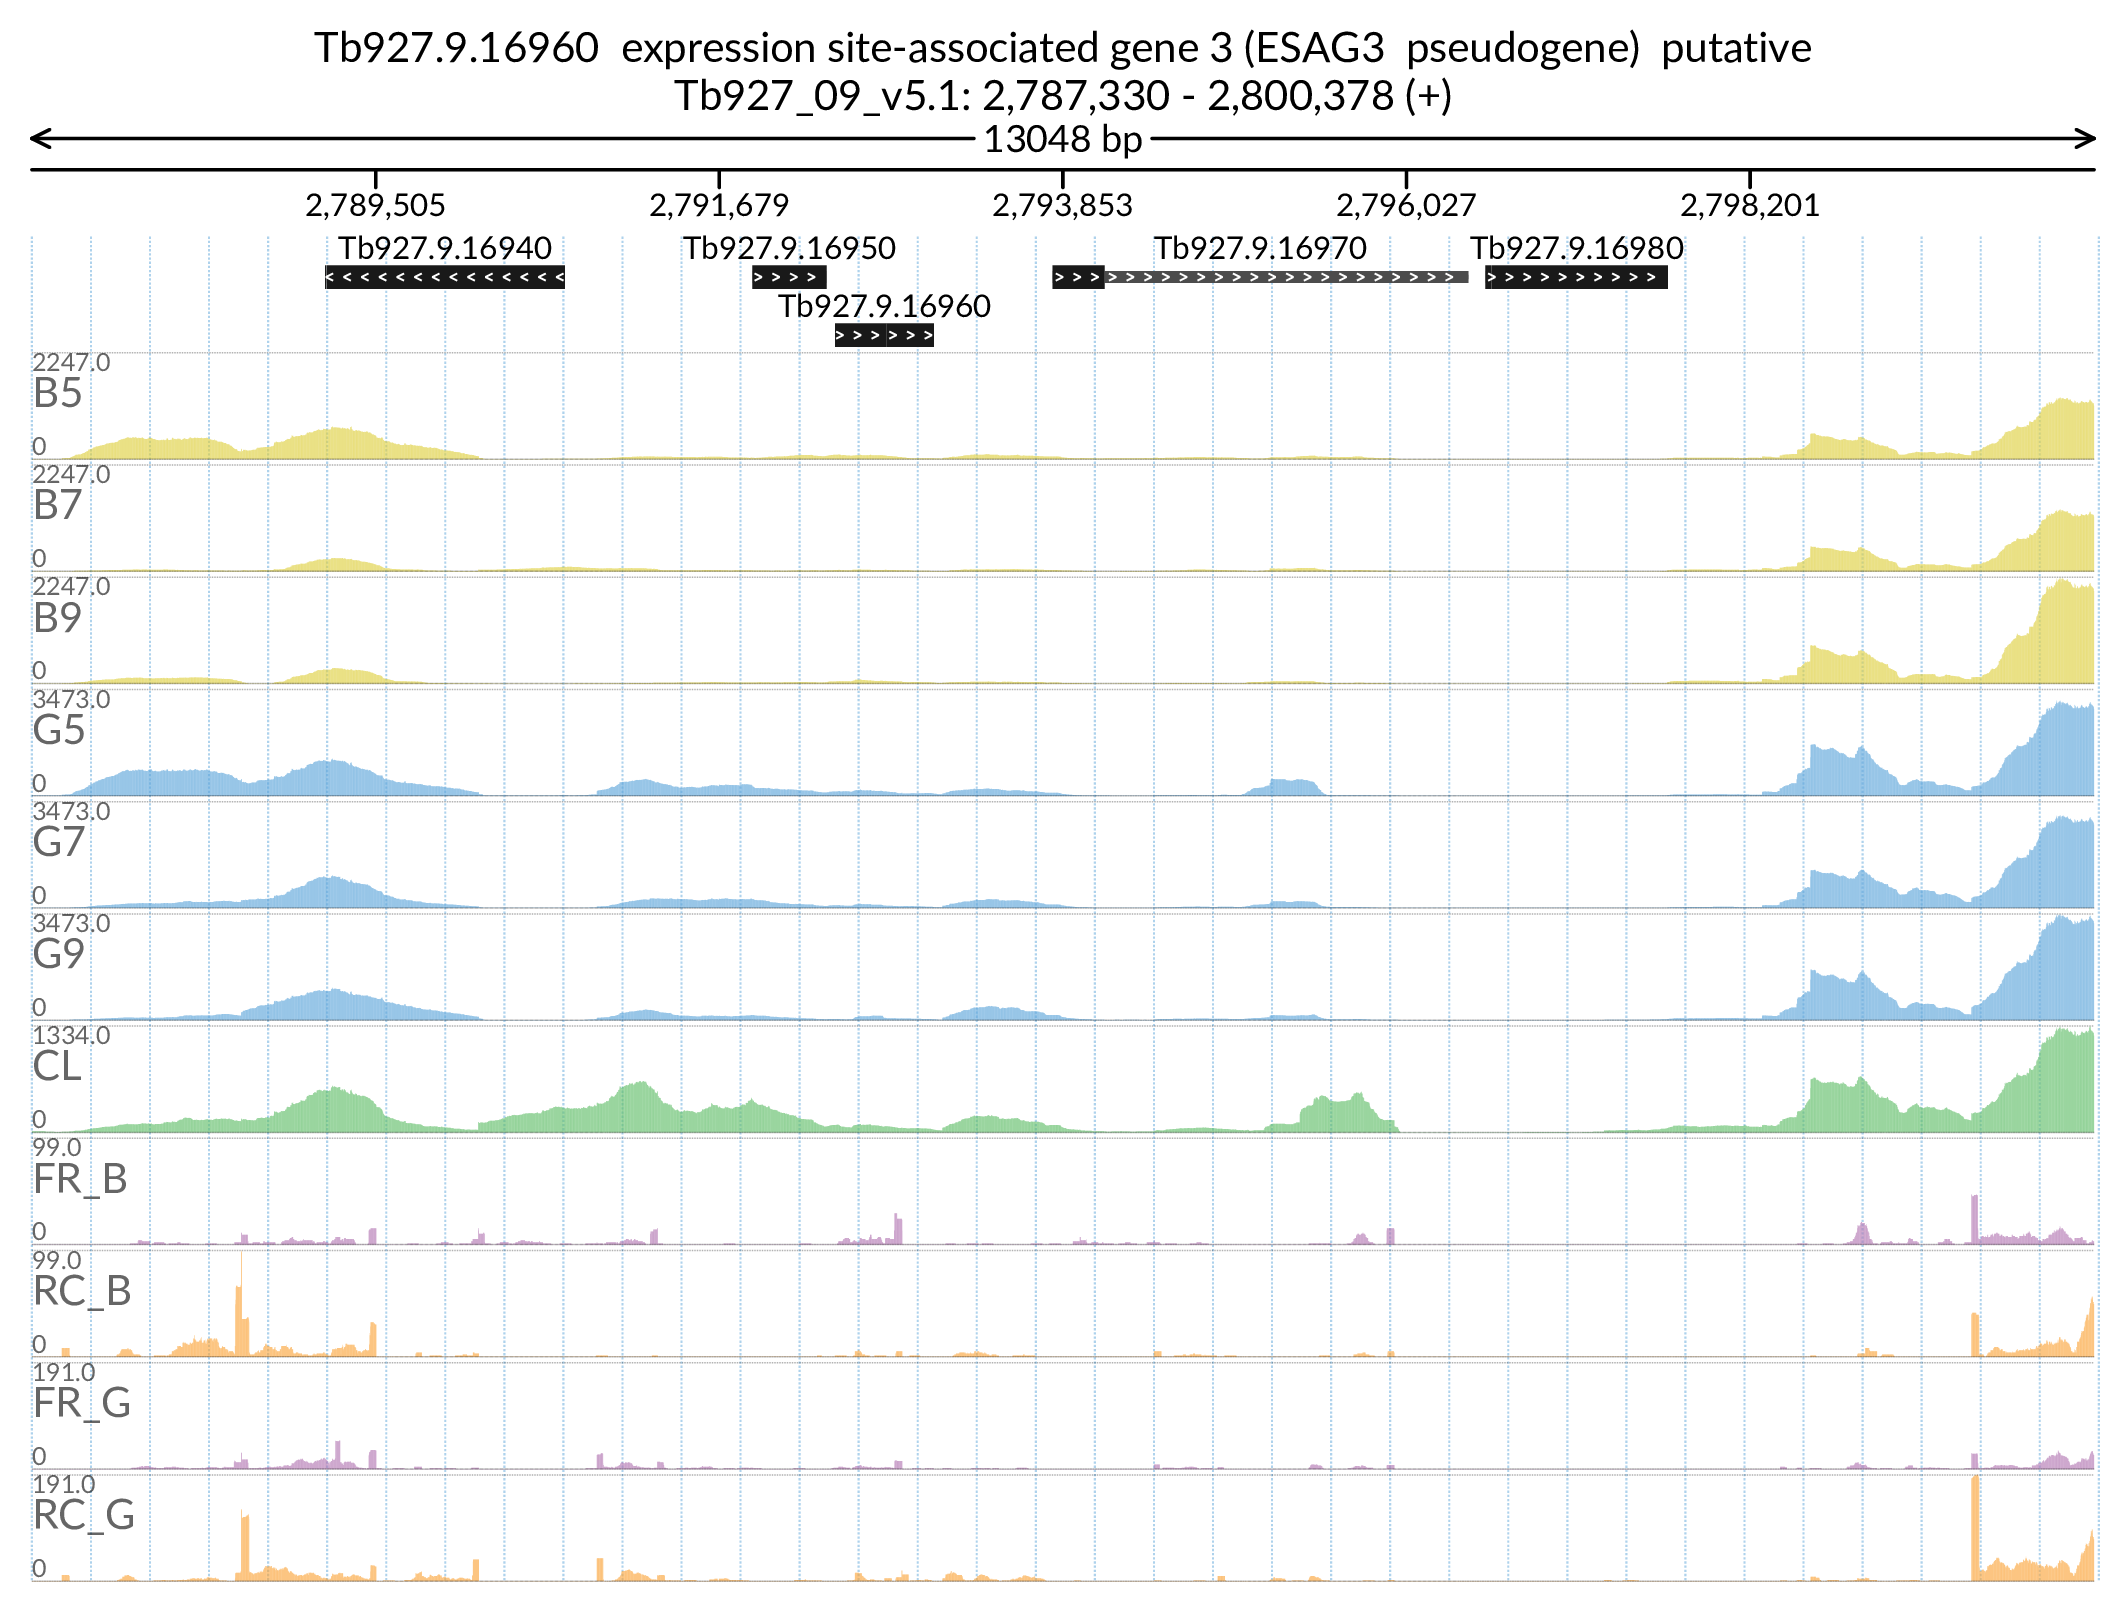 Tb927.9.16960  expression site-associated gene 3 (ESAG3  pseudogene)  putative
Tb927_09_v5.1: 2,787,330 - 2,800,378 (+)
13048 bp
2,789,505 2,791,679 2,793,853 2,796,027 2,798,201
Tb927.9.16940 Tb927.9.16950 Tb927.9.16970 Tb927.9.16980
Tb927.9.16960
2247.0
B5
0
2247.0
B7
0
2247.0
B9
0
3473.0
G5
0
3473.0
G7
0
3473.0
G9
0
1334.0
CL
0
99.0
FR_B
0
99.0
RC_B
0
191.0
FR_G
0
191.0
RC_G
0